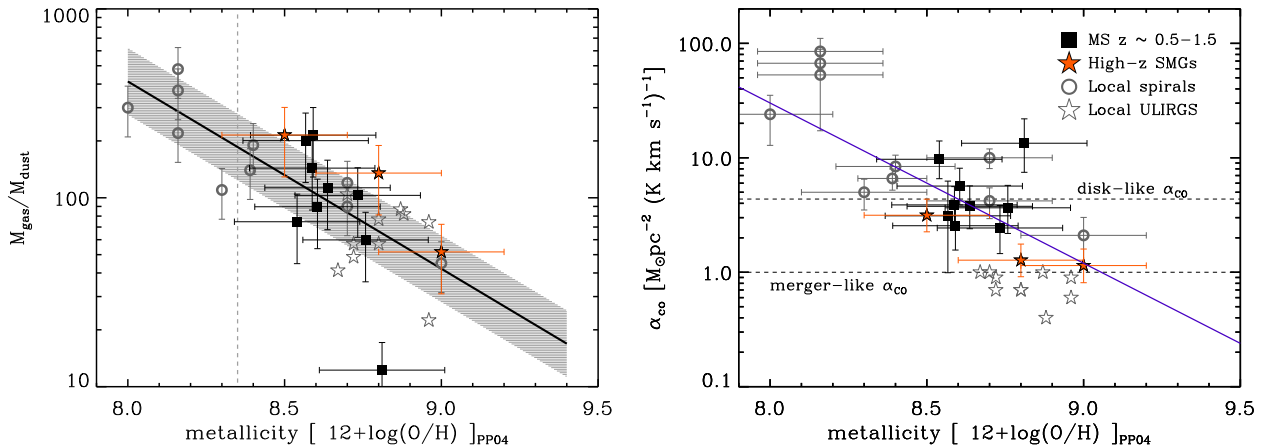 1000
100
10
M_gas/M_dust
8.0 8.5 9.0 9.5
metallicity [ 12+log(O/H) ]_PP04
100.0
10.0
1.0
0.1
α_CO [M⊙pc⁻² (K km s⁻¹)⁻¹]
MS z ~ 0.5-1.5
High-z SMGs
Local spirals
Local ULIRGS
disk-like α_CO
merger-like α_CO
8.0 8.5 9.0 9.5
metallicity [ 12+log(O/H) ]_PP04